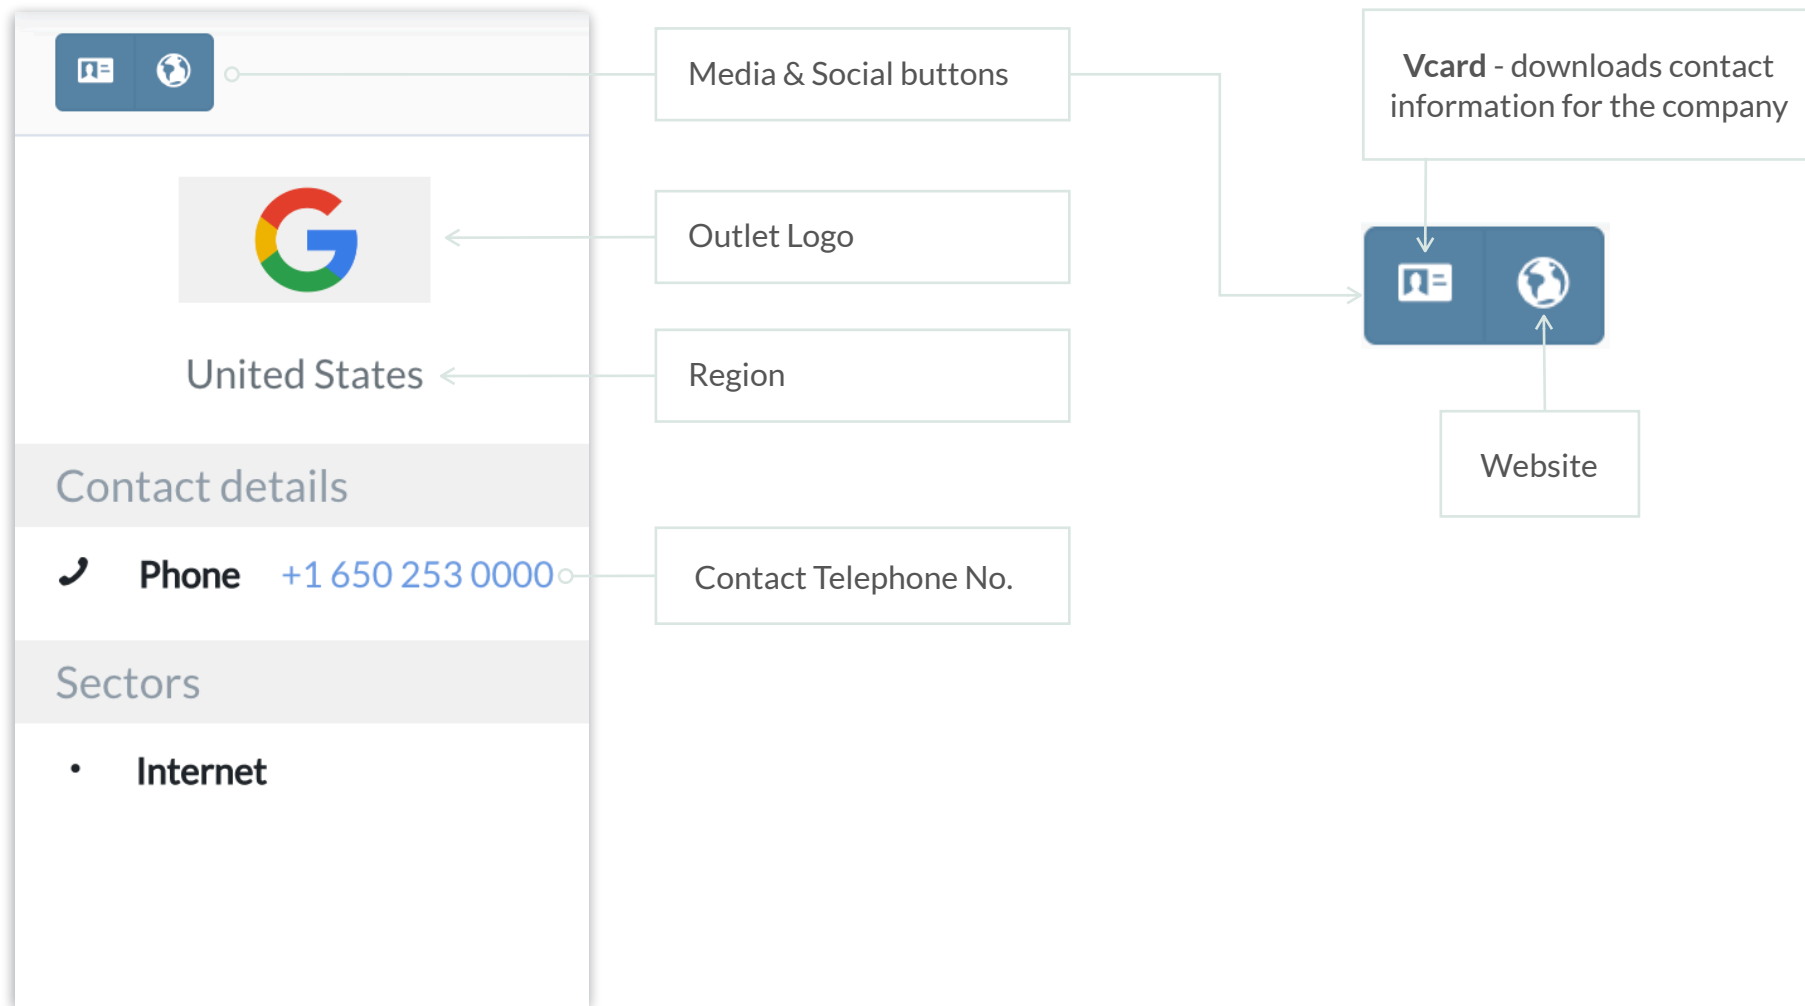 Media & Social buttons
Vcard - downloads contact
information for the company
Outlet Logo
United States
Region
Website
Contact details
Phone +1 650 253 0000
Contact Telephone No.
Sectors
• Internet